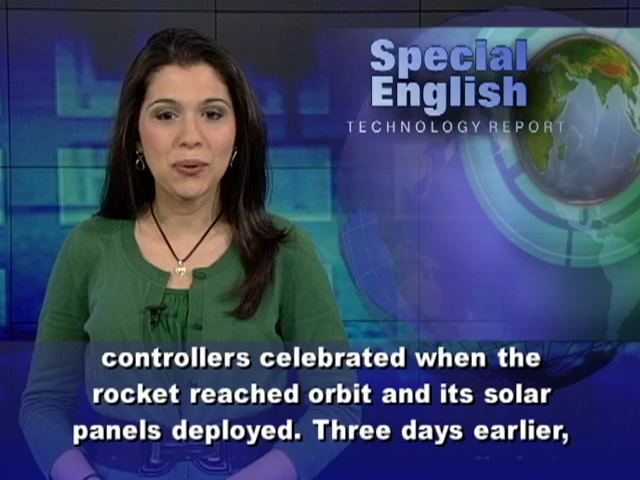 Special
English
TECHNOLOGY REPORT
controllers celebrated when the
rocket reached orbit and its solar
panels deployed. Three days earlier,